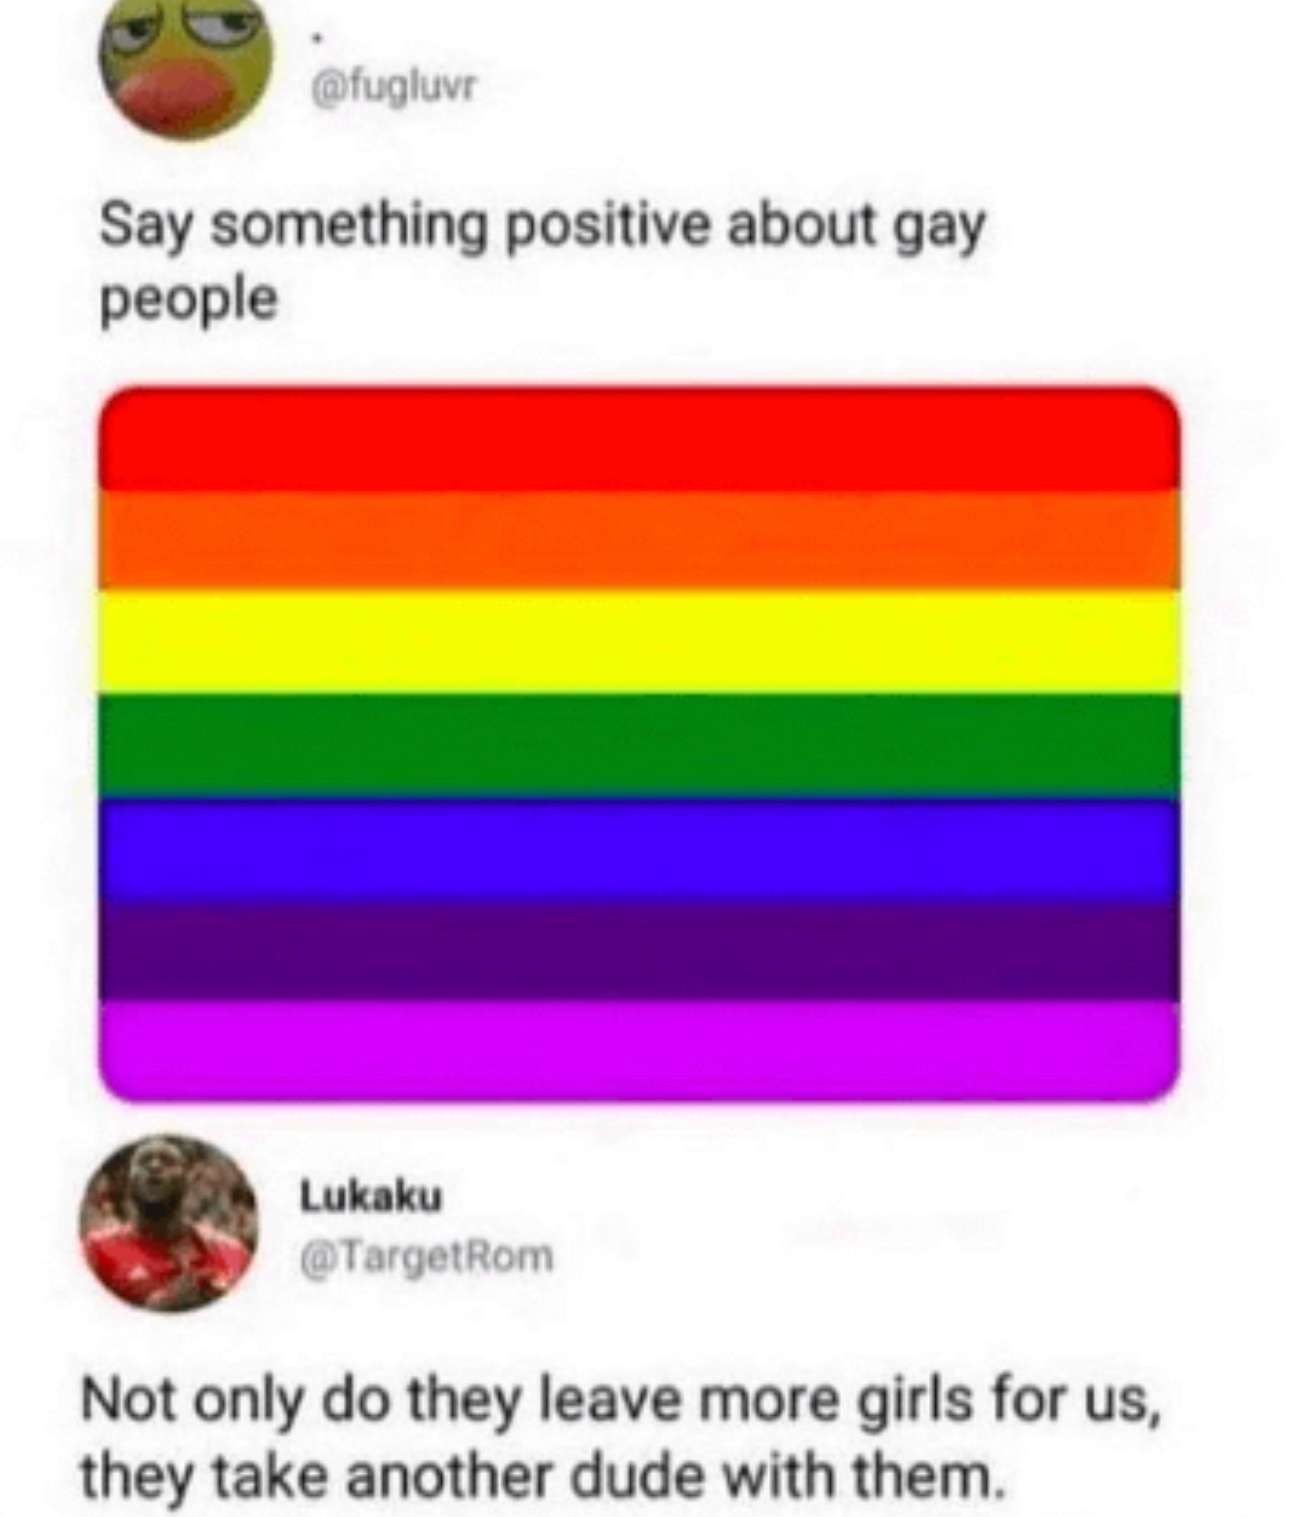 .
@fugluvr
Say something positive about gay
people
Lukaku
@TargetRom
Not only do they leave more girls for us,
they take another dude with them.